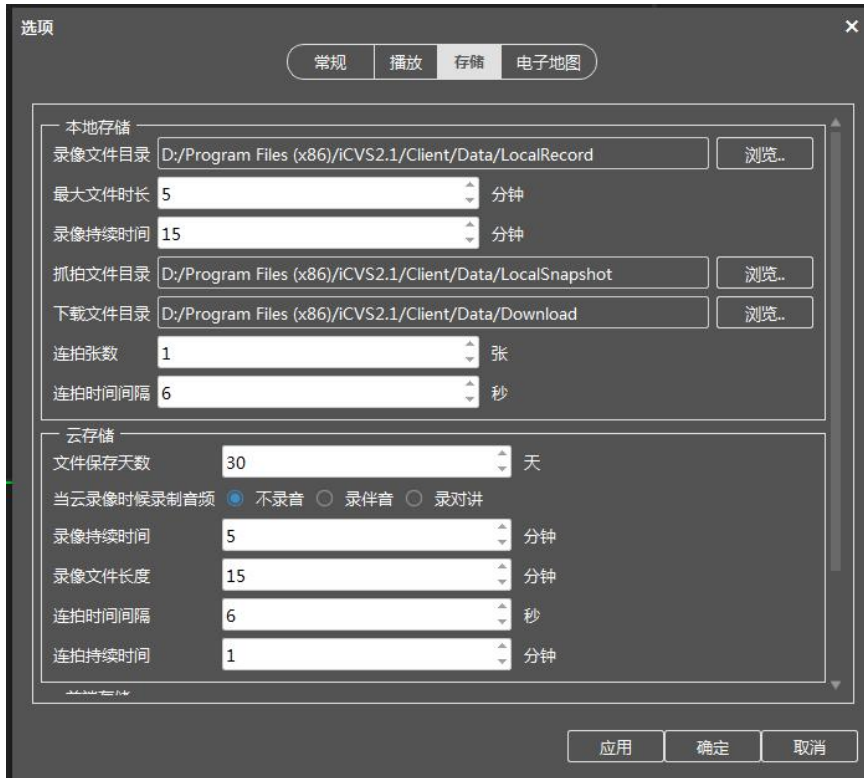 选项
常规 播放 存储 电子地图
本地存储
录像文件目录 D:/Program Files (x86)/iCVS2.1/Client/Data/LocalRecord 浏览..
最大文件时长 5 分钟
录像持续时间 15 分钟
抓拍文件目录 D:/Program Files (x86)/iCVS2.1/Client/Data/LocalSnapshot 浏览..
下载文件目录 D:/Program Files (x86)/iCVS2.1/Client/Data/Download 浏览..
连拍张数 1 张
连拍时间间隔 6 秒
云存储
文件保存天数 30 天
当云录像时候录制音频 不录音 录伴音 录对讲
录像持续时间 5 分钟
录像文件长度 15 分钟
连拍时间间隔 6 秒
连拍持续时间 1 分钟
应用 确定 取消